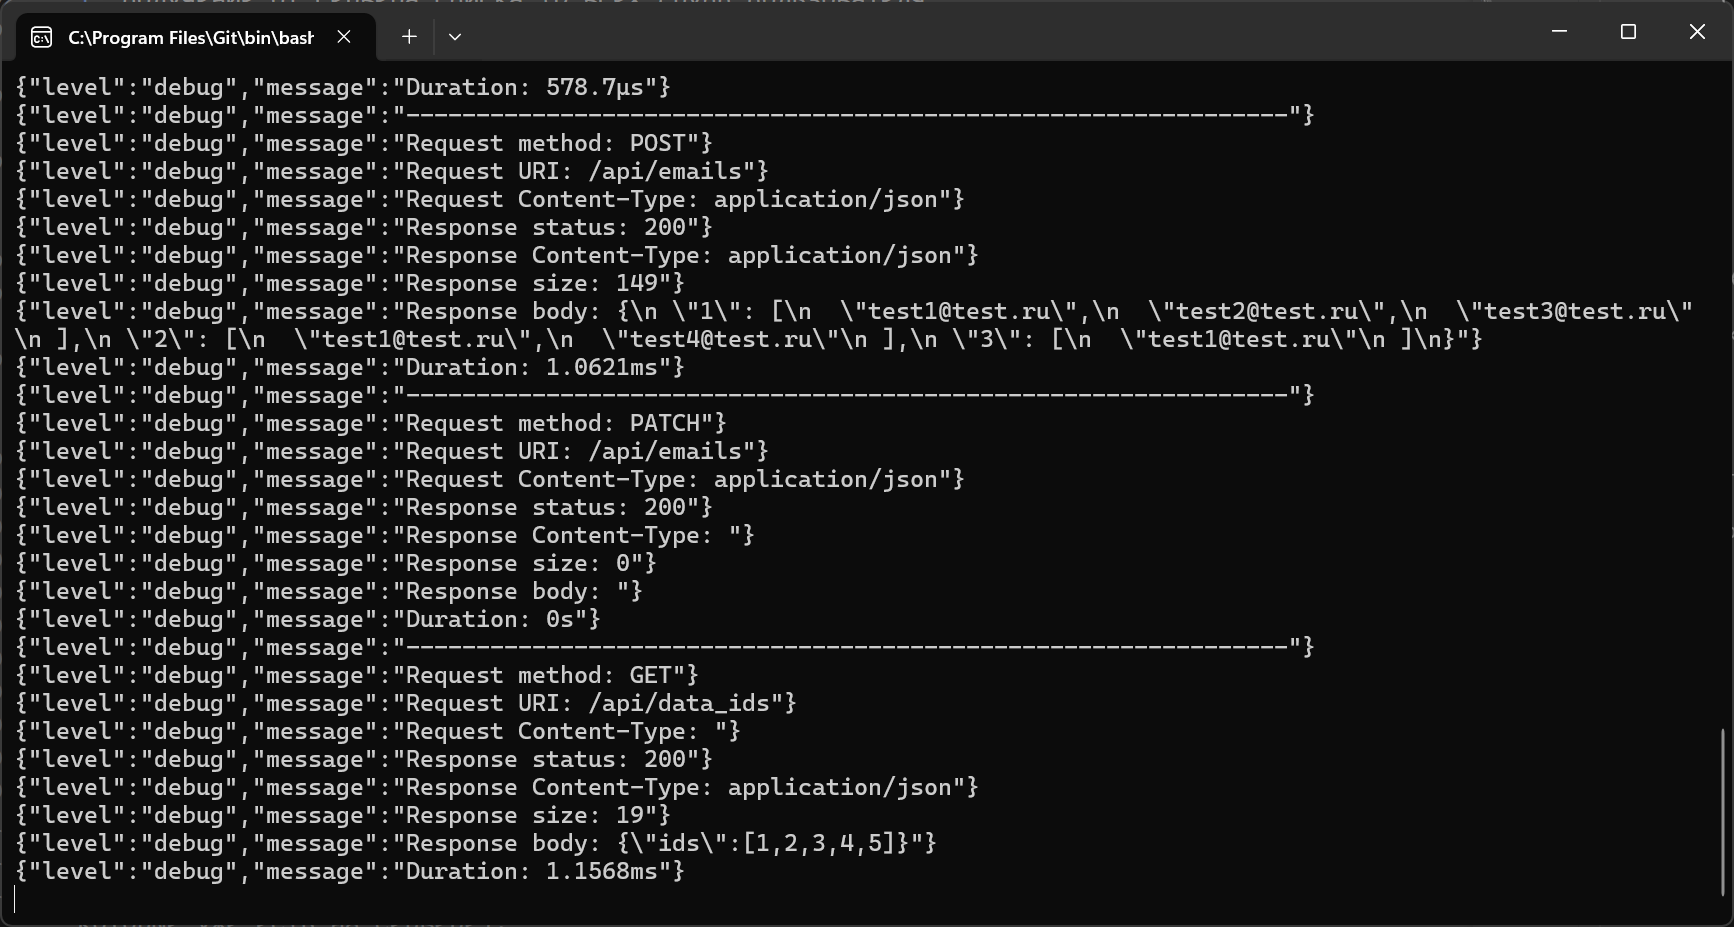 C:\Program Files\Git\bin\bash
{"level":"debug","message":"Duration: 578.7µs"}
{"level":"debug","message":"---------------------------------------------------------------"}
{"level":"debug","message":"Request method: POST"}
{"level":"debug","message":"Request URI: /api/emails"}
{"level":"debug","message":"Request Content-Type: application/json"}
{"level":"debug","message":"Response status: 200"}
{"level":"debug","message":"Response Content-Type: application/json"}
{"level":"debug","message":"Response size: 149"}
{"level":"debug","message":"Response body: {\n \"1\": [\n  \"test1@test.ru\",\n  \"test2@test.ru\",\n  \"test3@test.ru\"
\n ],\n \"2\": [\n  \"test1@test.ru\",\n  \"test4@test.ru\"\n ],\n \"3\": [\n  \"test1@test.ru\"\n ]\n}"}
{"level":"debug","message":"Duration: 1.0621ms"}
{"level":"debug","message":"---------------------------------------------------------------"}
{"level":"debug","message":"Request method: PATCH"}
{"level":"debug","message":"Request URI: /api/emails"}
{"level":"debug","message":"Request Content-Type: application/json"}
{"level":"debug","message":"Response status: 200"}
{"level":"debug","message":"Response Content-Type: "}
{"level":"debug","message":"Response size: 0"}
{"level":"debug","message":"Response body: "}
{"level":"debug","message":"Duration: 0s"}
{"level":"debug","message":"---------------------------------------------------------------"}
{"level":"debug","message":"Request method: GET"}
{"level":"debug","message":"Request URI: /api/data_ids"}
{"level":"debug","message":"Request Content-Type: "}
{"level":"debug","message":"Response status: 200"}
{"level":"debug","message":"Response Content-Type: application/json"}
{"level":"debug","message":"Response size: 19"}
{"level":"debug","message":"Response body: {\"ids\":[1,2,3,4,5]}"}
{"level":"debug","message":"Duration: 1.1568ms"}